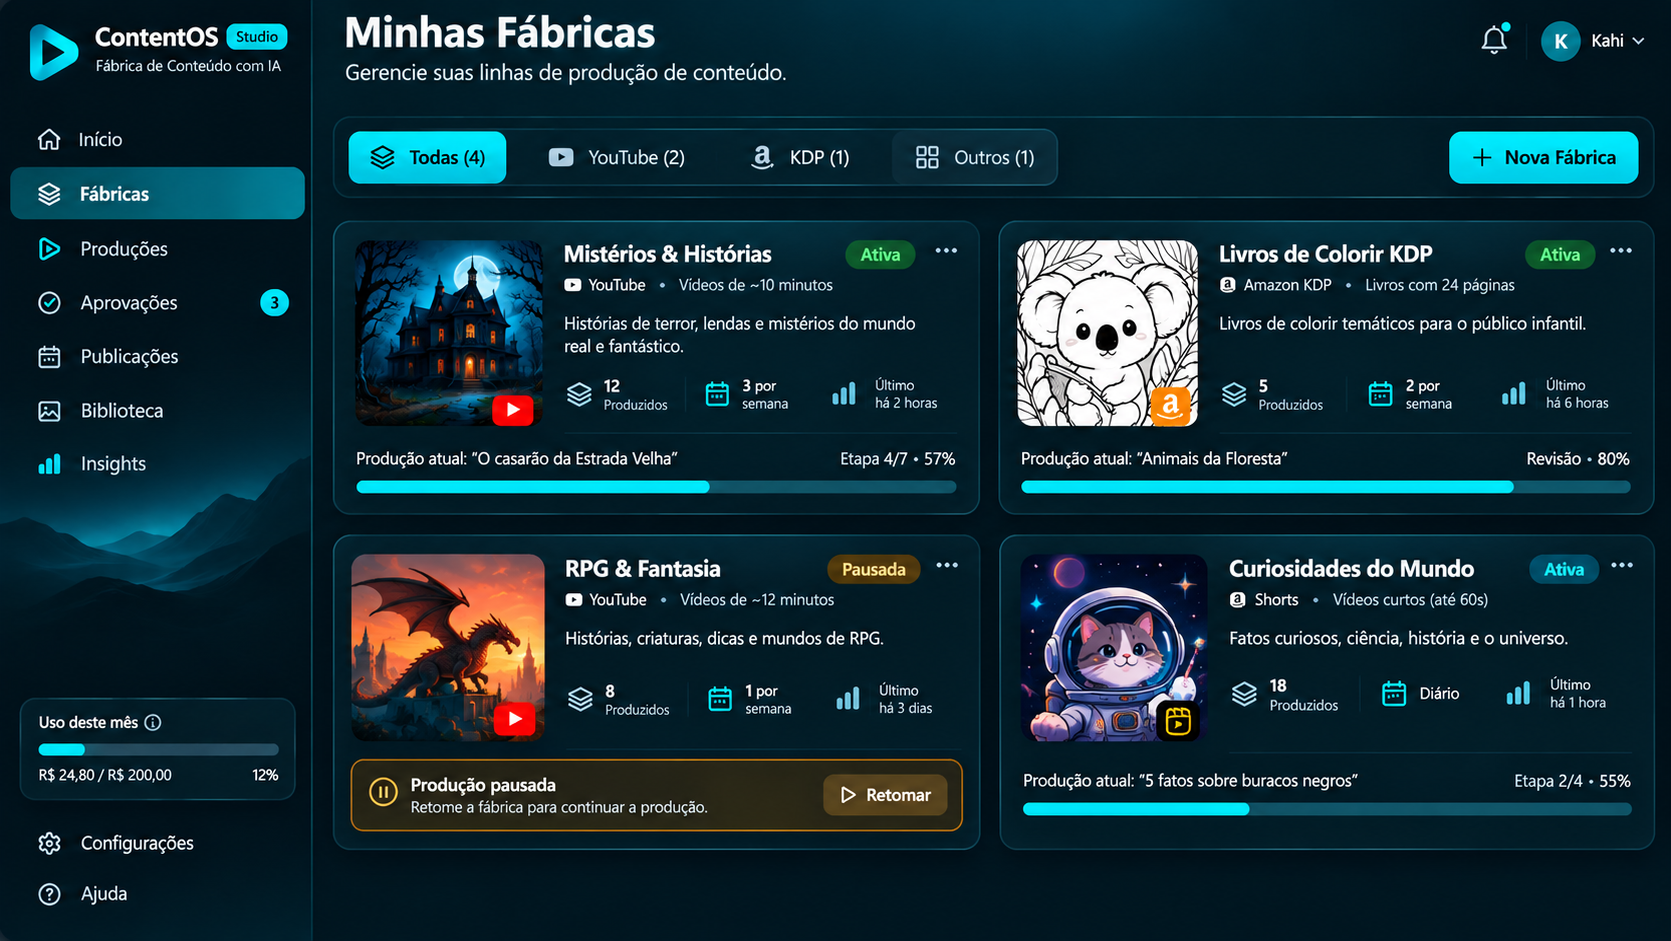 ContentOS Studio
Fábrica de Conteúdo com IA
Início
Fábricas
Produções
Aprovações 3
Publicações
Biblioteca
Insights
Uso deste mês
R$ 24,80 / R$ 200,00 12%
Configurações
Ajuda
Minhas Fábricas
Gerencie suas linhas de produção de conteúdo.
K Kahi
Todas (4)
YouTube (2)
a KDP (1)
Outros (1)
+ Nova Fábrica
Mistérios & Histórias Ativa
YouTube • Vídeos de ~10 minutos
Histórias de terror, lendas e mistérios do mundo
real e fantástico.
12
Produzidos
3 por
semana
Último
há 2 horas
Produção atual: “O casarão da Estrada Velha”
Etapa 4/7 • 57%
Livros de Colorir KDP Ativa
a Amazon KDP • Livros com 24 páginas
Livros de colorir temáticos para o público infantil.
a
5
Produzidos
2 por
semana
Último
há 6 horas
Produção atual: “Animais da Floresta”
Revisão • 80%
RPG & Fantasia Pausada
YouTube • Vídeos de ~12 minutos
Histórias, criaturas, dicas e mundos de RPG.
8
Produzidos
1 por
semana
Último
há 3 dias
Produção pausada
Retome a fábrica para continuar a produção.
Retomar
Curiosidades do Mundo Ativa
a Shorts • Vídeos curtos (até 60s)
Fatos curiosos, ciência, história e o universo.
18
Produzidos
Diário
Último
há 1 hora
Produção atual: “5 fatos sobre buracos negros”
Etapa 2/4 • 55%